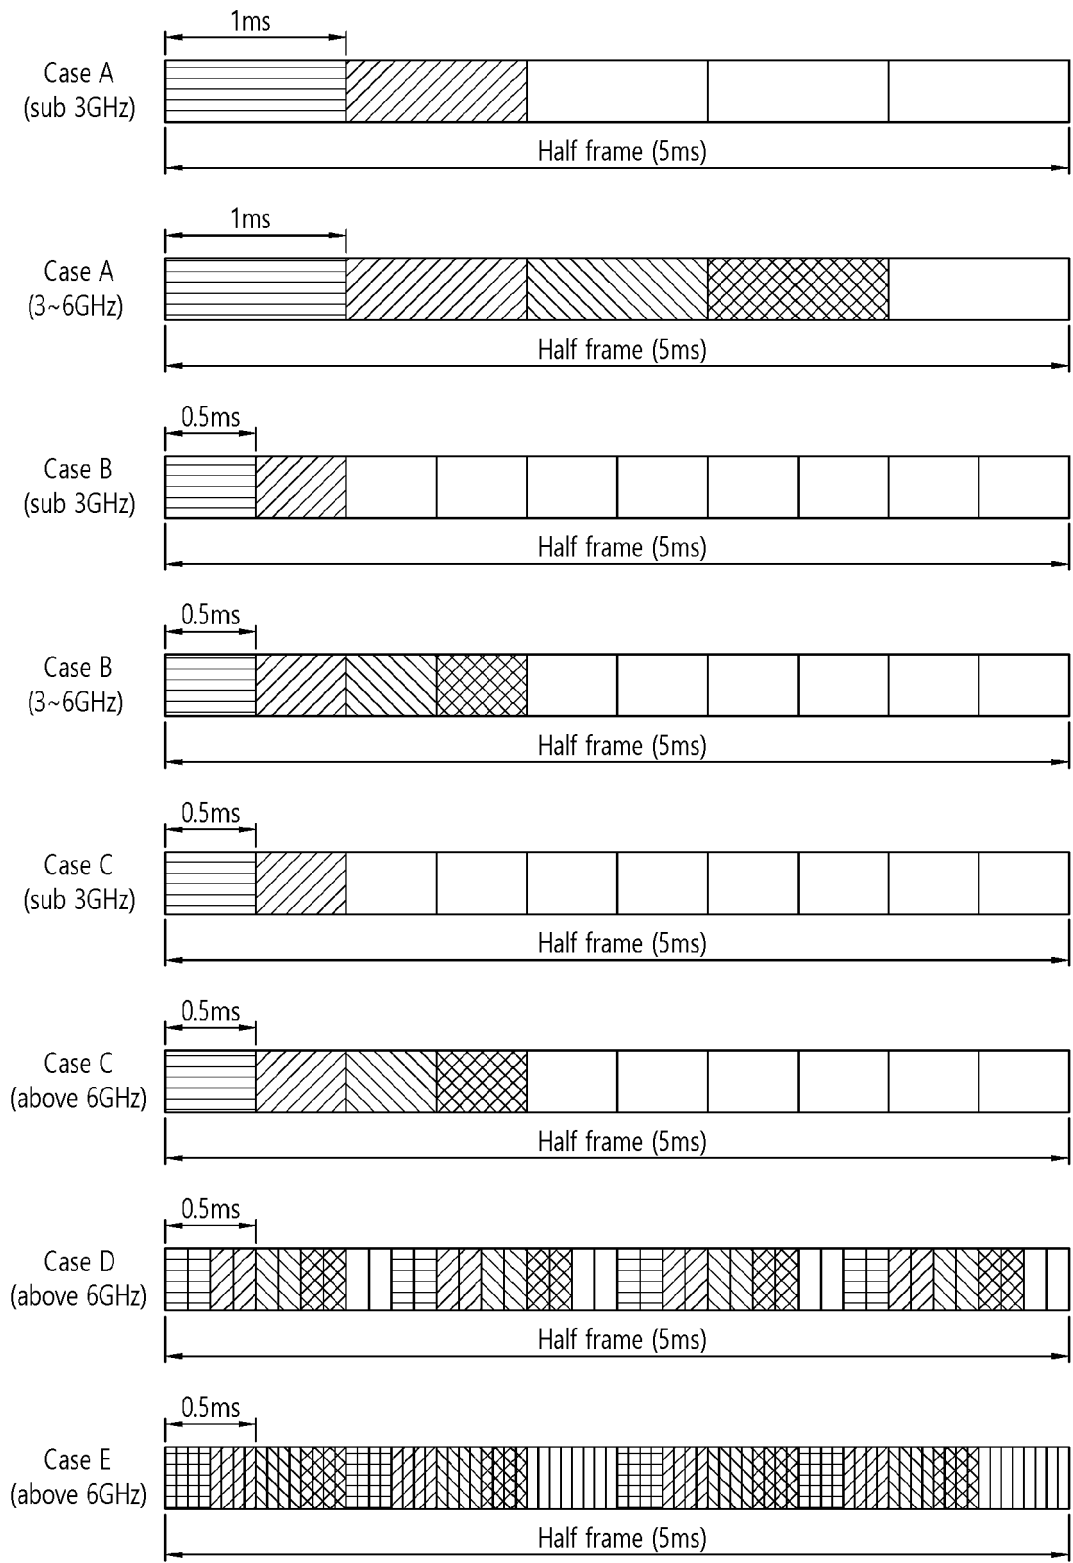 1ms
Case A
(sub 3GHz)
Half frame (5ms)
1ms
Case A
(3~6GHz)
Half frame (5ms)
0.5ms
Case B
(sub 3GHz)
Half frame (5ms)
0.5ms
Case B
(3~6GHz)
Half frame (5ms)
0.5ms
Case C
(sub 3GHz)
Half frame (5ms)
0.5ms
Case C
(above 6GHz)
Half frame (5ms)
0.5ms
Case D
(above 6GHz)
Half frame (5ms)
0.5ms
Case E
(above 6GHz)
Half frame (5ms)